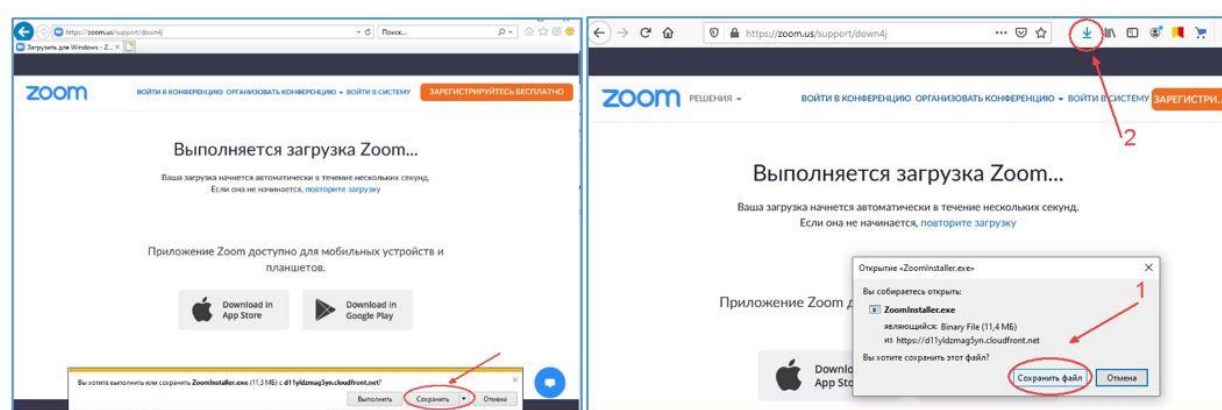 https://zoom.us/support/down4j
Поиск...
Загрузить для Windows - Z...
zoom
ВОЙТИ В КОНФЕРЕНЦИЮ ОРГАНИЗОВАТЬ КОНФЕРЕНЦИЮ ВОЙТИ В СИСТЕМУ ЗАРЕГИСТРИРУЙТЕСЬ БЕСПЛАТНО
Выполняется загрузка Zoom...
Ваша загрузка начнется автоматически в течение нескольких секунд.
Если она не начинается, повторите загрузку
Приложение Zoom доступно для мобильных устройств и
планшетов.
Download in
App Store
Download in
Google Play
Вы хотите выполнить или сохранить ZoomInstaller.exe (11,3 МБ) с d11yldzmag5yn.cloudfront.net?
Выполнить Сохранить Отмена
https://zoom.us/support/down4j
2
zoom
РЕШЕНИЯ ВОЙТИ В КОНФЕРЕНЦИЮ ОРГАНИЗОВАТЬ КОНФЕРЕНЦИЮ ВОЙТИ В СИСТЕМУ ЗАРЕГИСТРИ...
Выполняется загрузка Zoom...
Ваша загрузка начнется автоматически в течение нескольких секунд.
Если она не начинается, повторите загрузку
Приложение Zoom д
Downlo
App Sto
Открытие «ZoomInstaller.exe»
Вы собираетесь открыть:
1
ZoomInstaller.exe
являющийся: Binary File (11,4 МБ)
из https://d11yldzmag5yn.cloudfront.net
Вы хотите сохранить этот файл?
Сохранить файл Отмена